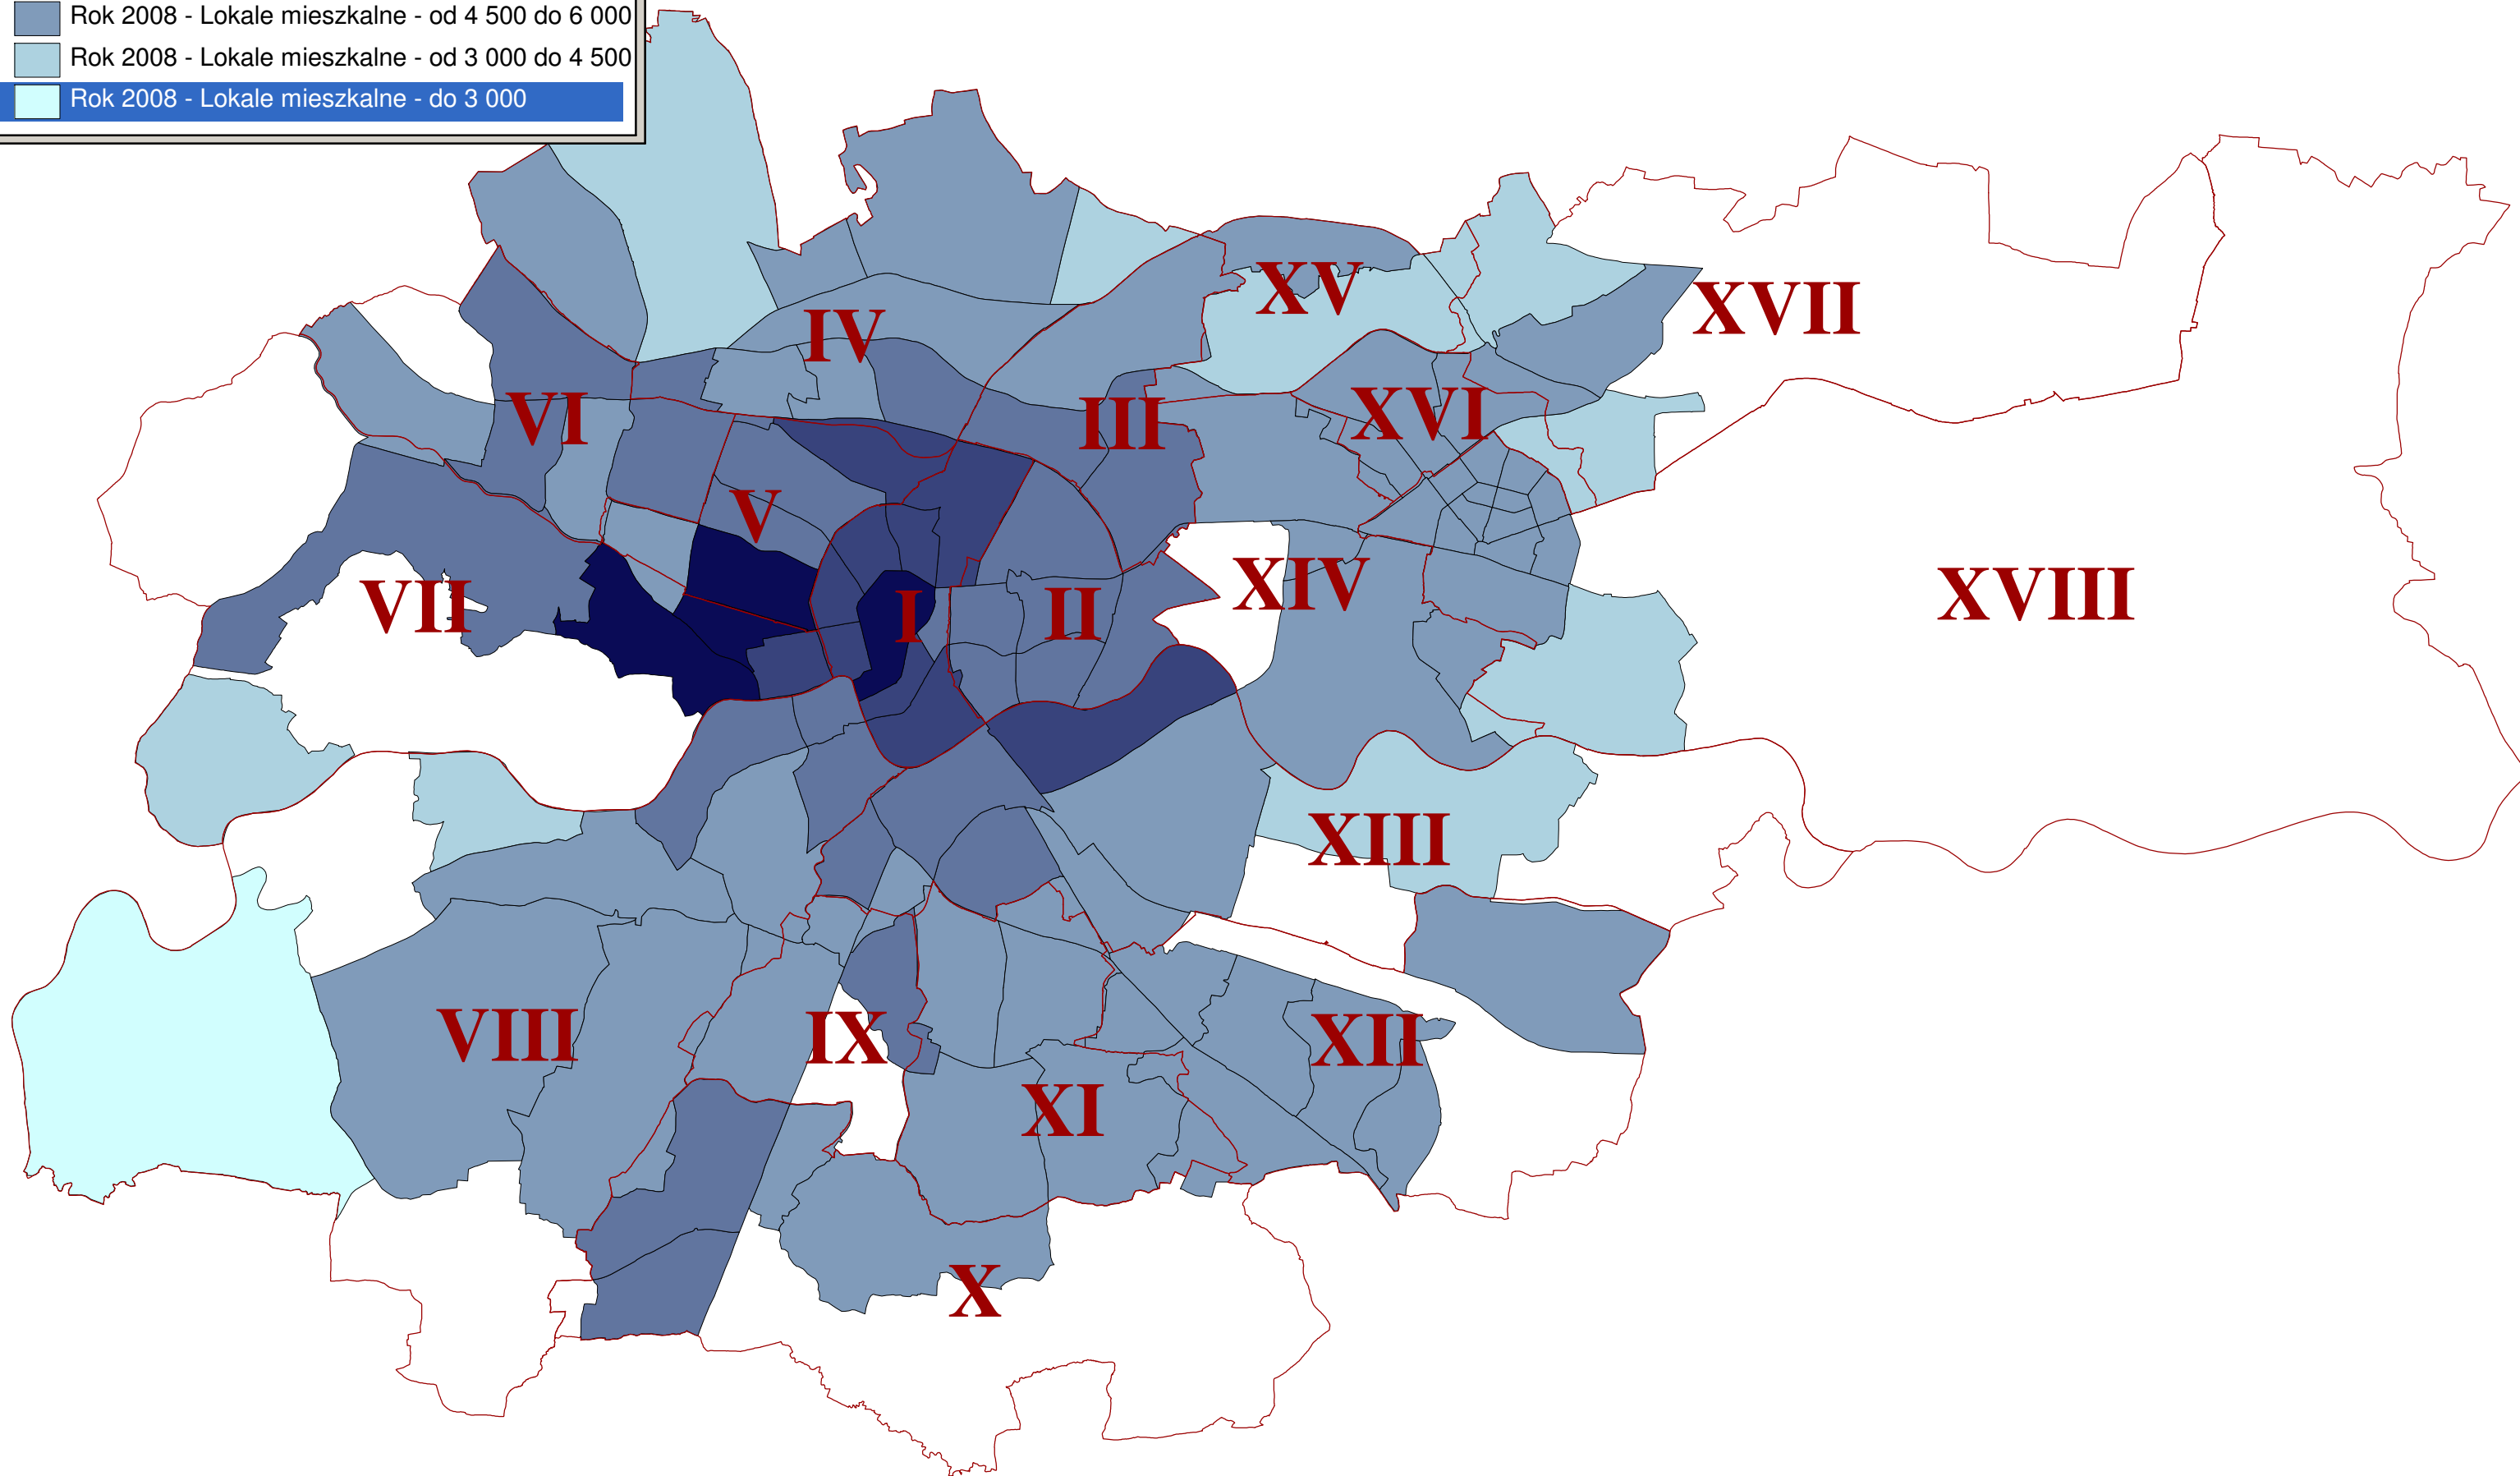 Rok 2008 - Lokale mieszkalne - od 4 500 do 6 000
Rok 2008 - Lokale mieszkalne - od 3 000 do 4 500
Rok 2008 - Lokale mieszkalne - do 3 000
XV
XVII
IV
VI
III
XVI
V
VII
I
II
XIV
XVIII
XIII
VIII
IX
XII
XI
X